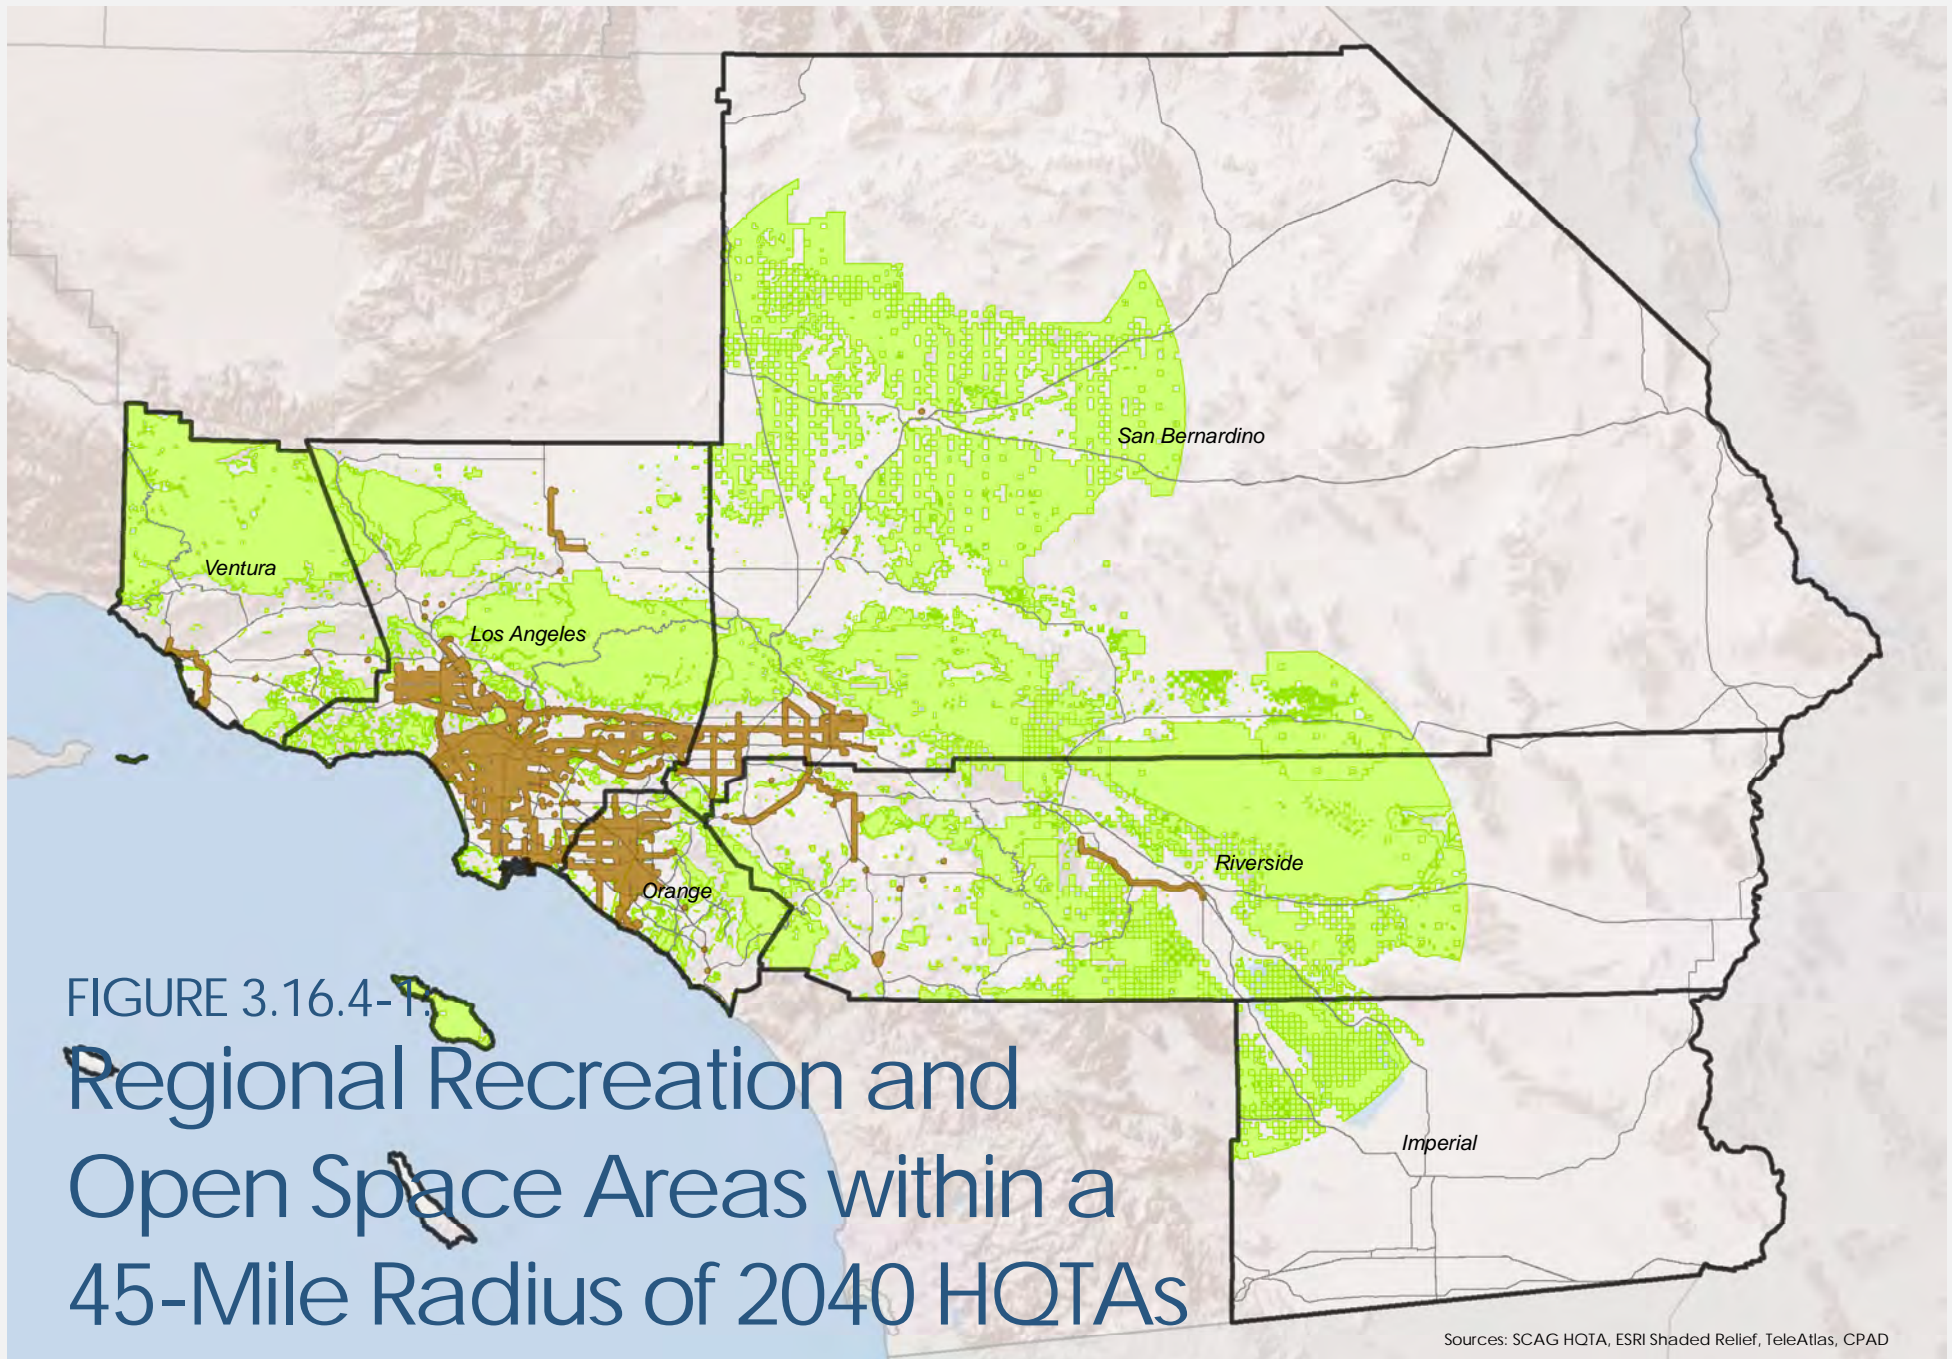 San Bernardino
Ventura
Los Angeles
Riverside
Orange
Imperial
FIGURE 3.16.4-1.
Regional Recreation and
Open Space Areas within a
45-Mile Radius of 2040 HQTAs
Sources: SCAG HQTA, ESRI Shaded Relief, TeleAtlas, CPAD